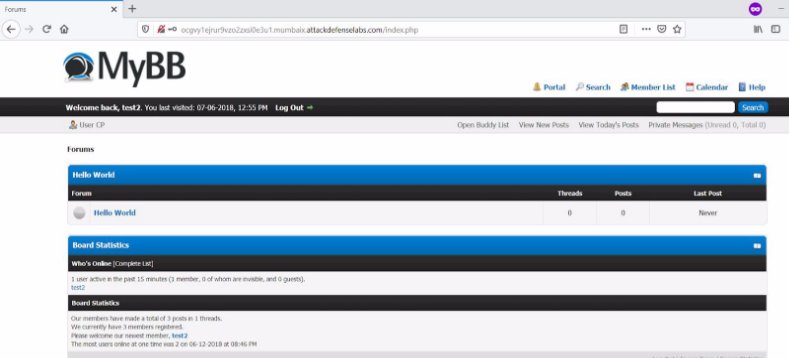 Forums
ocgvy1ejrur9vzo2zxsi0e3u1.mumbaix.attackdefenselabs.com/index.php
MyBB
Portal Search Member List Calendar Help
Welcome back, test2. You last visited: 07-06-2018, 12:55 PM Log Out
Search
User CP Open Buddy List View New Posts View Today's Posts Private Messages (Unread 0, Total 0)
Forums
Hello World
Forum Threads Posts Last Post
Hello World 0 0 Never
Board Statistics
Who's Online [Complete List]
1 user active in the past 15 minutes (1 member, 0 of whom are invisible, and 0 guests).
test2
Board Statistics
Our members have made a total of 3 posts in 1 threads.
We currently have 3 members registered.
Please welcome our newest member, test2
The most users online at one time was 2 on 06-12-2018 at 08:46 PM